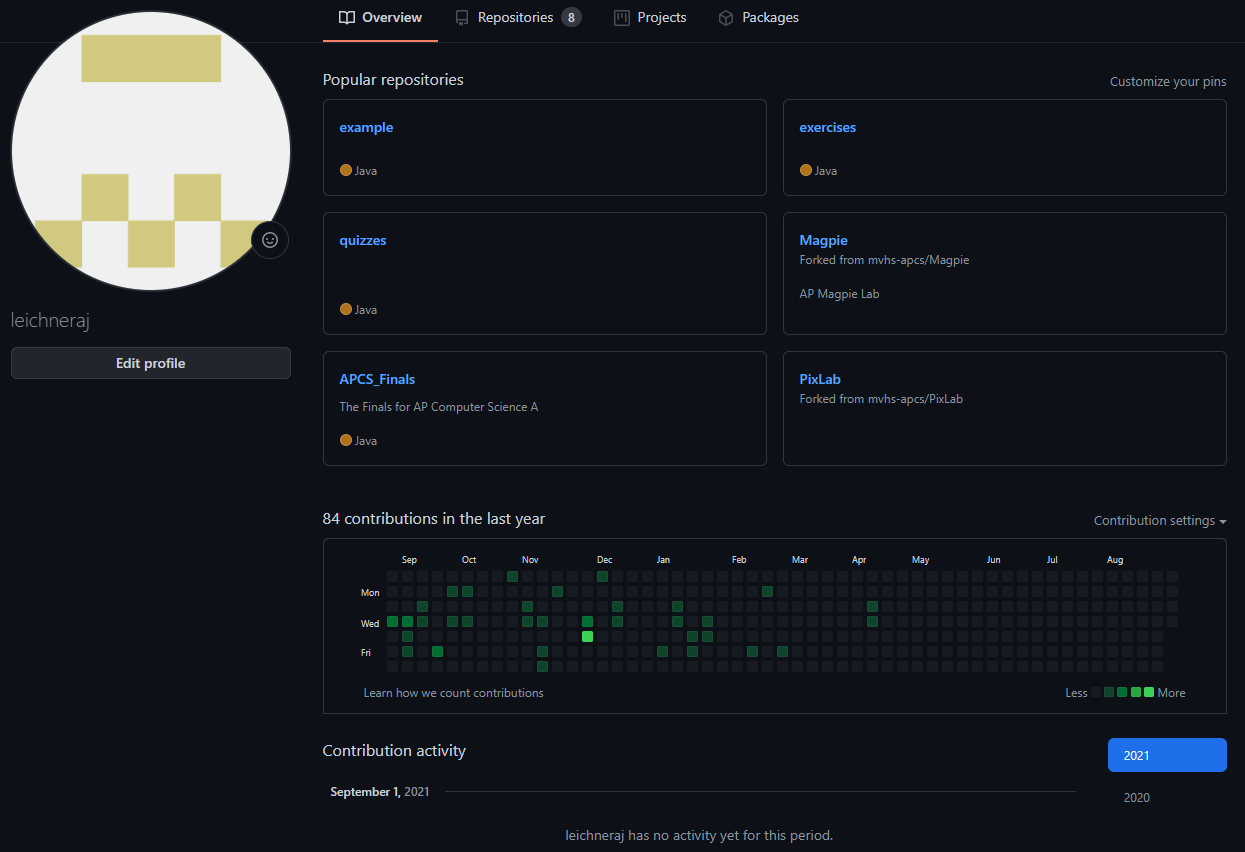 Overview Repositories 8 Projects Packages
Popular repositories
Customize your pins
example
Java
exercises
Java
quizzes
Java
Magpie
Forked from mvhs-apcs/Magpie
AP Magpie Lab
APCS_Finals
The Finals for AP Computer Science A
Java
PixLab
Forked from mvhs-apcs/PixLab
leichneraj
Edit profile
84 contributions in the last year
Contribution settings
Sep Oct Nov Dec Jan Feb Mar Apr May Jun Jul Aug
Mon
Wed
Fri
Learn how we count contributions
Less More
Contribution activity
2021
2020
September 1, 2021
leichneraj has no activity yet for this period.